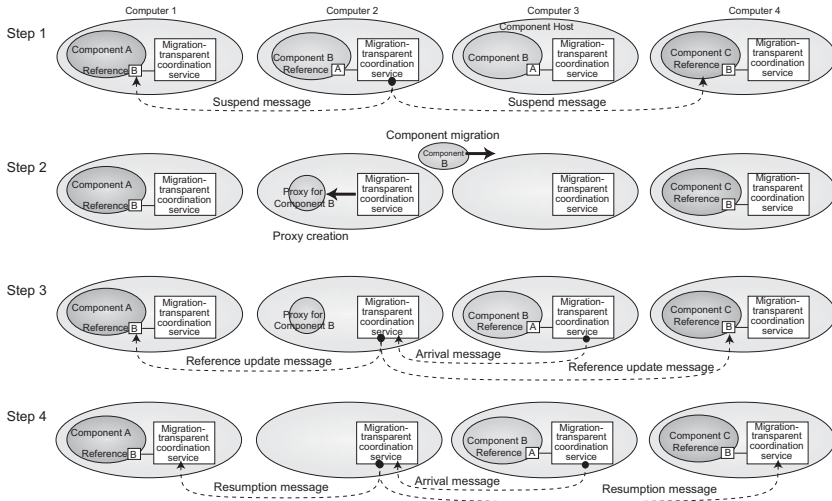 Computer 1
Computer 2
Computer 3
Computer 4
Step 1
Component A
Reference
B
Migration-
transparent
coordination
service
Component B
Reference
A
Migration-
transparent
coordination
service
Component Host
Component B
A
Migration-
transparent
coordination
service
Component C
Reference
B
Migration-
transparent
coordination
service
Suspend message
Suspend message
Component migration
Step 2
Component A
Reference
B
Migration-
transparent
coordination
service
Proxy for
Component B
Migration-
transparent
coordination
service
Component
B
Migration-
transparent
coordination
service
Component C
Reference
B
Migration-
transparent
coordination
service
Proxy creation
Step 3
Component A
Reference
B
Migration-
transparent
coordination
service
Proxy for
Component B
Migration-
transparent
coordination
service
Component B
Reference
A
Migration-
transparent
coordination
service
Component C
Reference
B
Migration-
transparent
coordination
service
Reference update message
Arrival message
Reference update message
Step 4
Component A
Reference
B
Migration-
transparent
coordination
service
Migration-
transparent
coordination
service
Component B
Reference
A
Migration-
transparent
coordination
service
Component C
Reference
B
Migration-
transparent
coordination
service
Resumption message
Arrival message
Resumption message